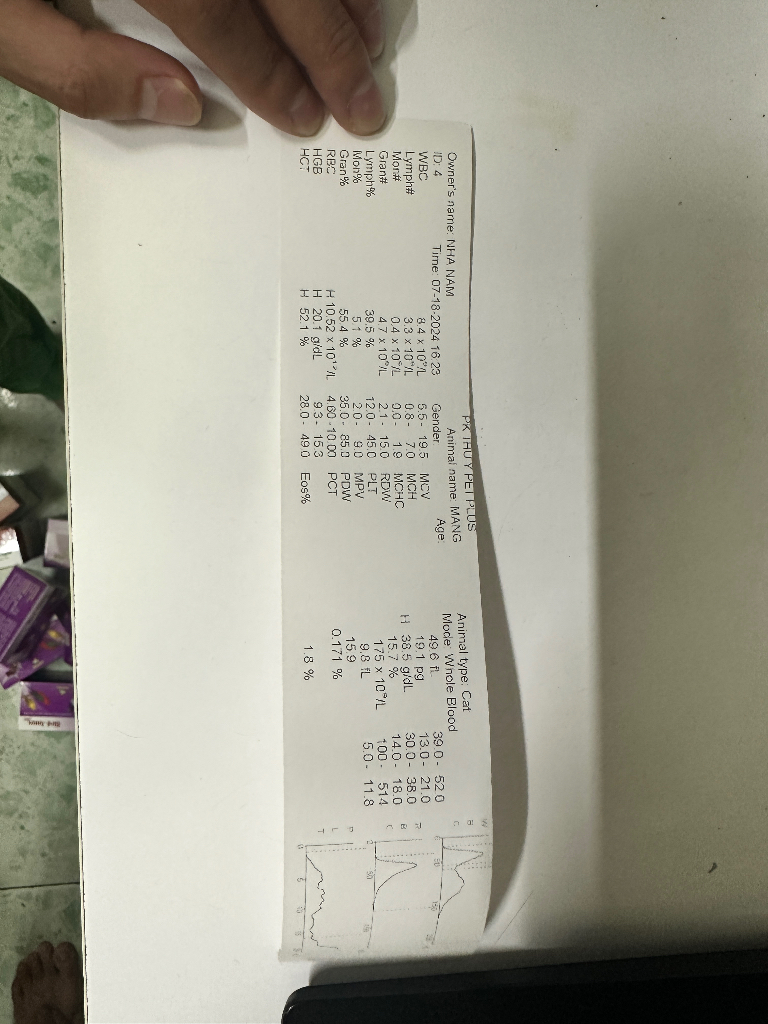 PK THU Y PET PLUS
Owner's name: NHA NAM Animal name: MANG Animal type: Cat
ID: 4 Time: 07-18-2024 16:23 Gender: Age: Mode: Whole Blood
WBC 8.4 x 10⁹/L 5.5 - 19.5 MCV 49.6 fL 39.0 - 52.0
Lymph# 3.3 x 10⁹/L 0.8 - 7.0 MCH 19.1 pg 13.0 - 21.0
Mon# 0.4 x 10⁹/L 0.0 - 1.9 MCHC H 38.5 g/dL 30.0 - 38.0
Gran# 4.7 x 10⁹/L 2.1 - 15.0 RDW 15.7 % 14.0 - 18.0
Lymph% 39.5 % 12.0 - 45.0 PLT 175 x 10⁹/L 100 - 514
Mon% 5.1 % 2.0 - 9.0 MPV 9.8 fL 5.0 - 11.8
Gran% 55.4 % 35.0 - 85.0 PDW 15.9
RBC H 10.52 x 10¹²/L 4.60 - 10.00 PCT 0.171 %
HGB H 20.1 g/dL 9.3 - 15.3
HCT H 52.1 % 28.0 - 49.0 Eos% 1.8 %
W
B
C
R
B
C
P
L
T